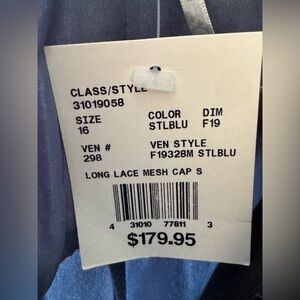 CLASS/STYLE
31019058
SIZE COLOR DIM
16 STLBLU F19
VEN # VEN STYLE
298 F19328M STLBLU
LONG LACE MESH CAP S
4 31010 77811 3
$179.95